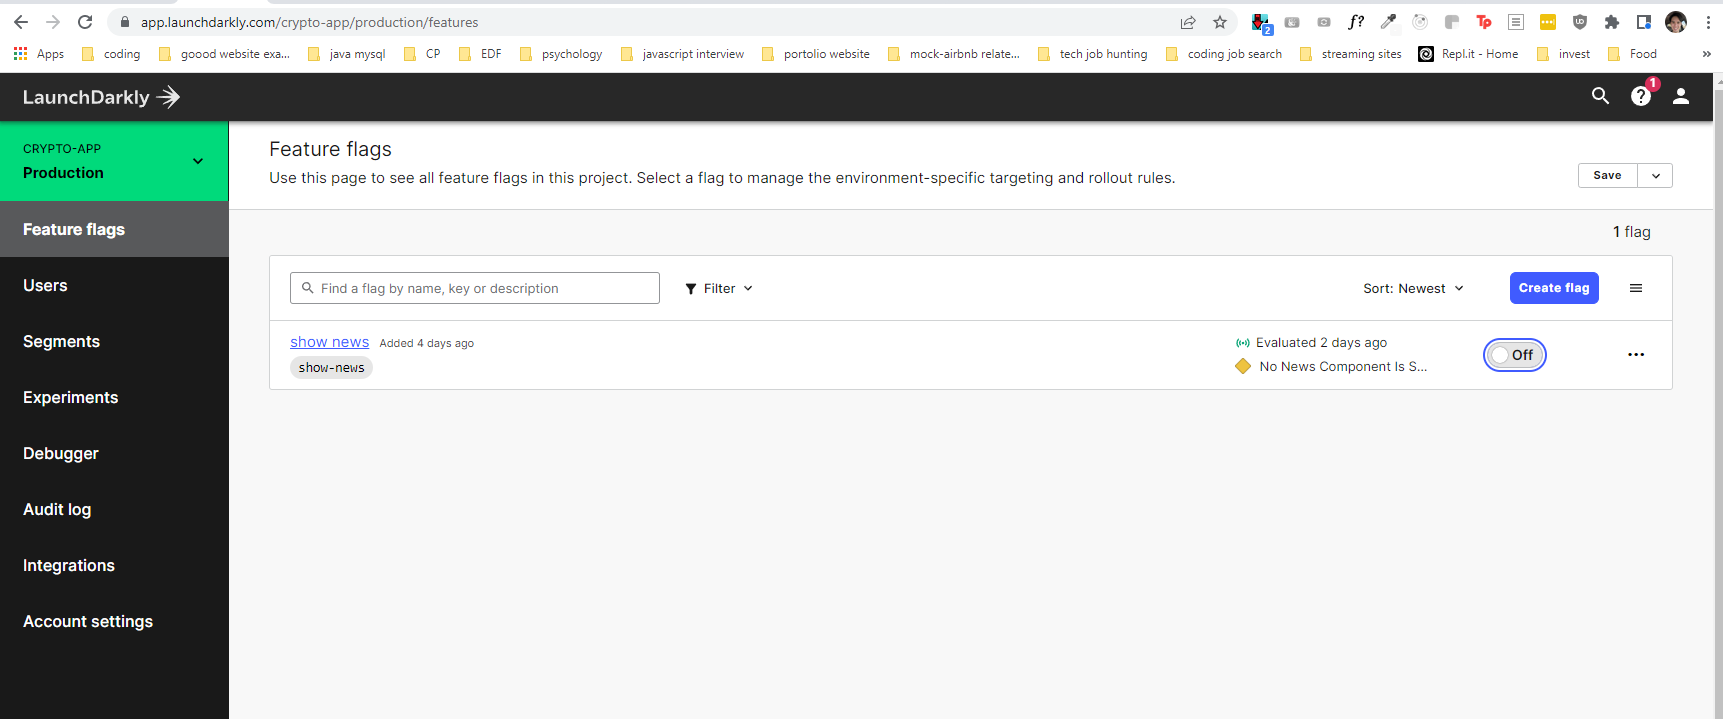 app.launchdarkly.com/crypto-app/production/features
f?
Tp
2
Apps coding goood website exa... java mysql CP EDF psychology javascript interview portolio website mock-airbnb relate... tech job hunting coding job search streaming sites Repl.it - Home invest Food »
LaunchDarkly
1
CRYPTO-APP
Production
Feature flags
Users
Segments
Experiments
Debugger
Audit log
Integrations
Account settings
Feature flags
Use this page to see all feature flags in this project. Select a flag to manage the environment-specific targeting and rollout rules.
Save
1 flag
Find a flag by name, key or description
Filter
Sort: Newest
Create flag
show news Added 4 days ago
show-news
Evaluated 2 days ago
No News Component Is S...
Off